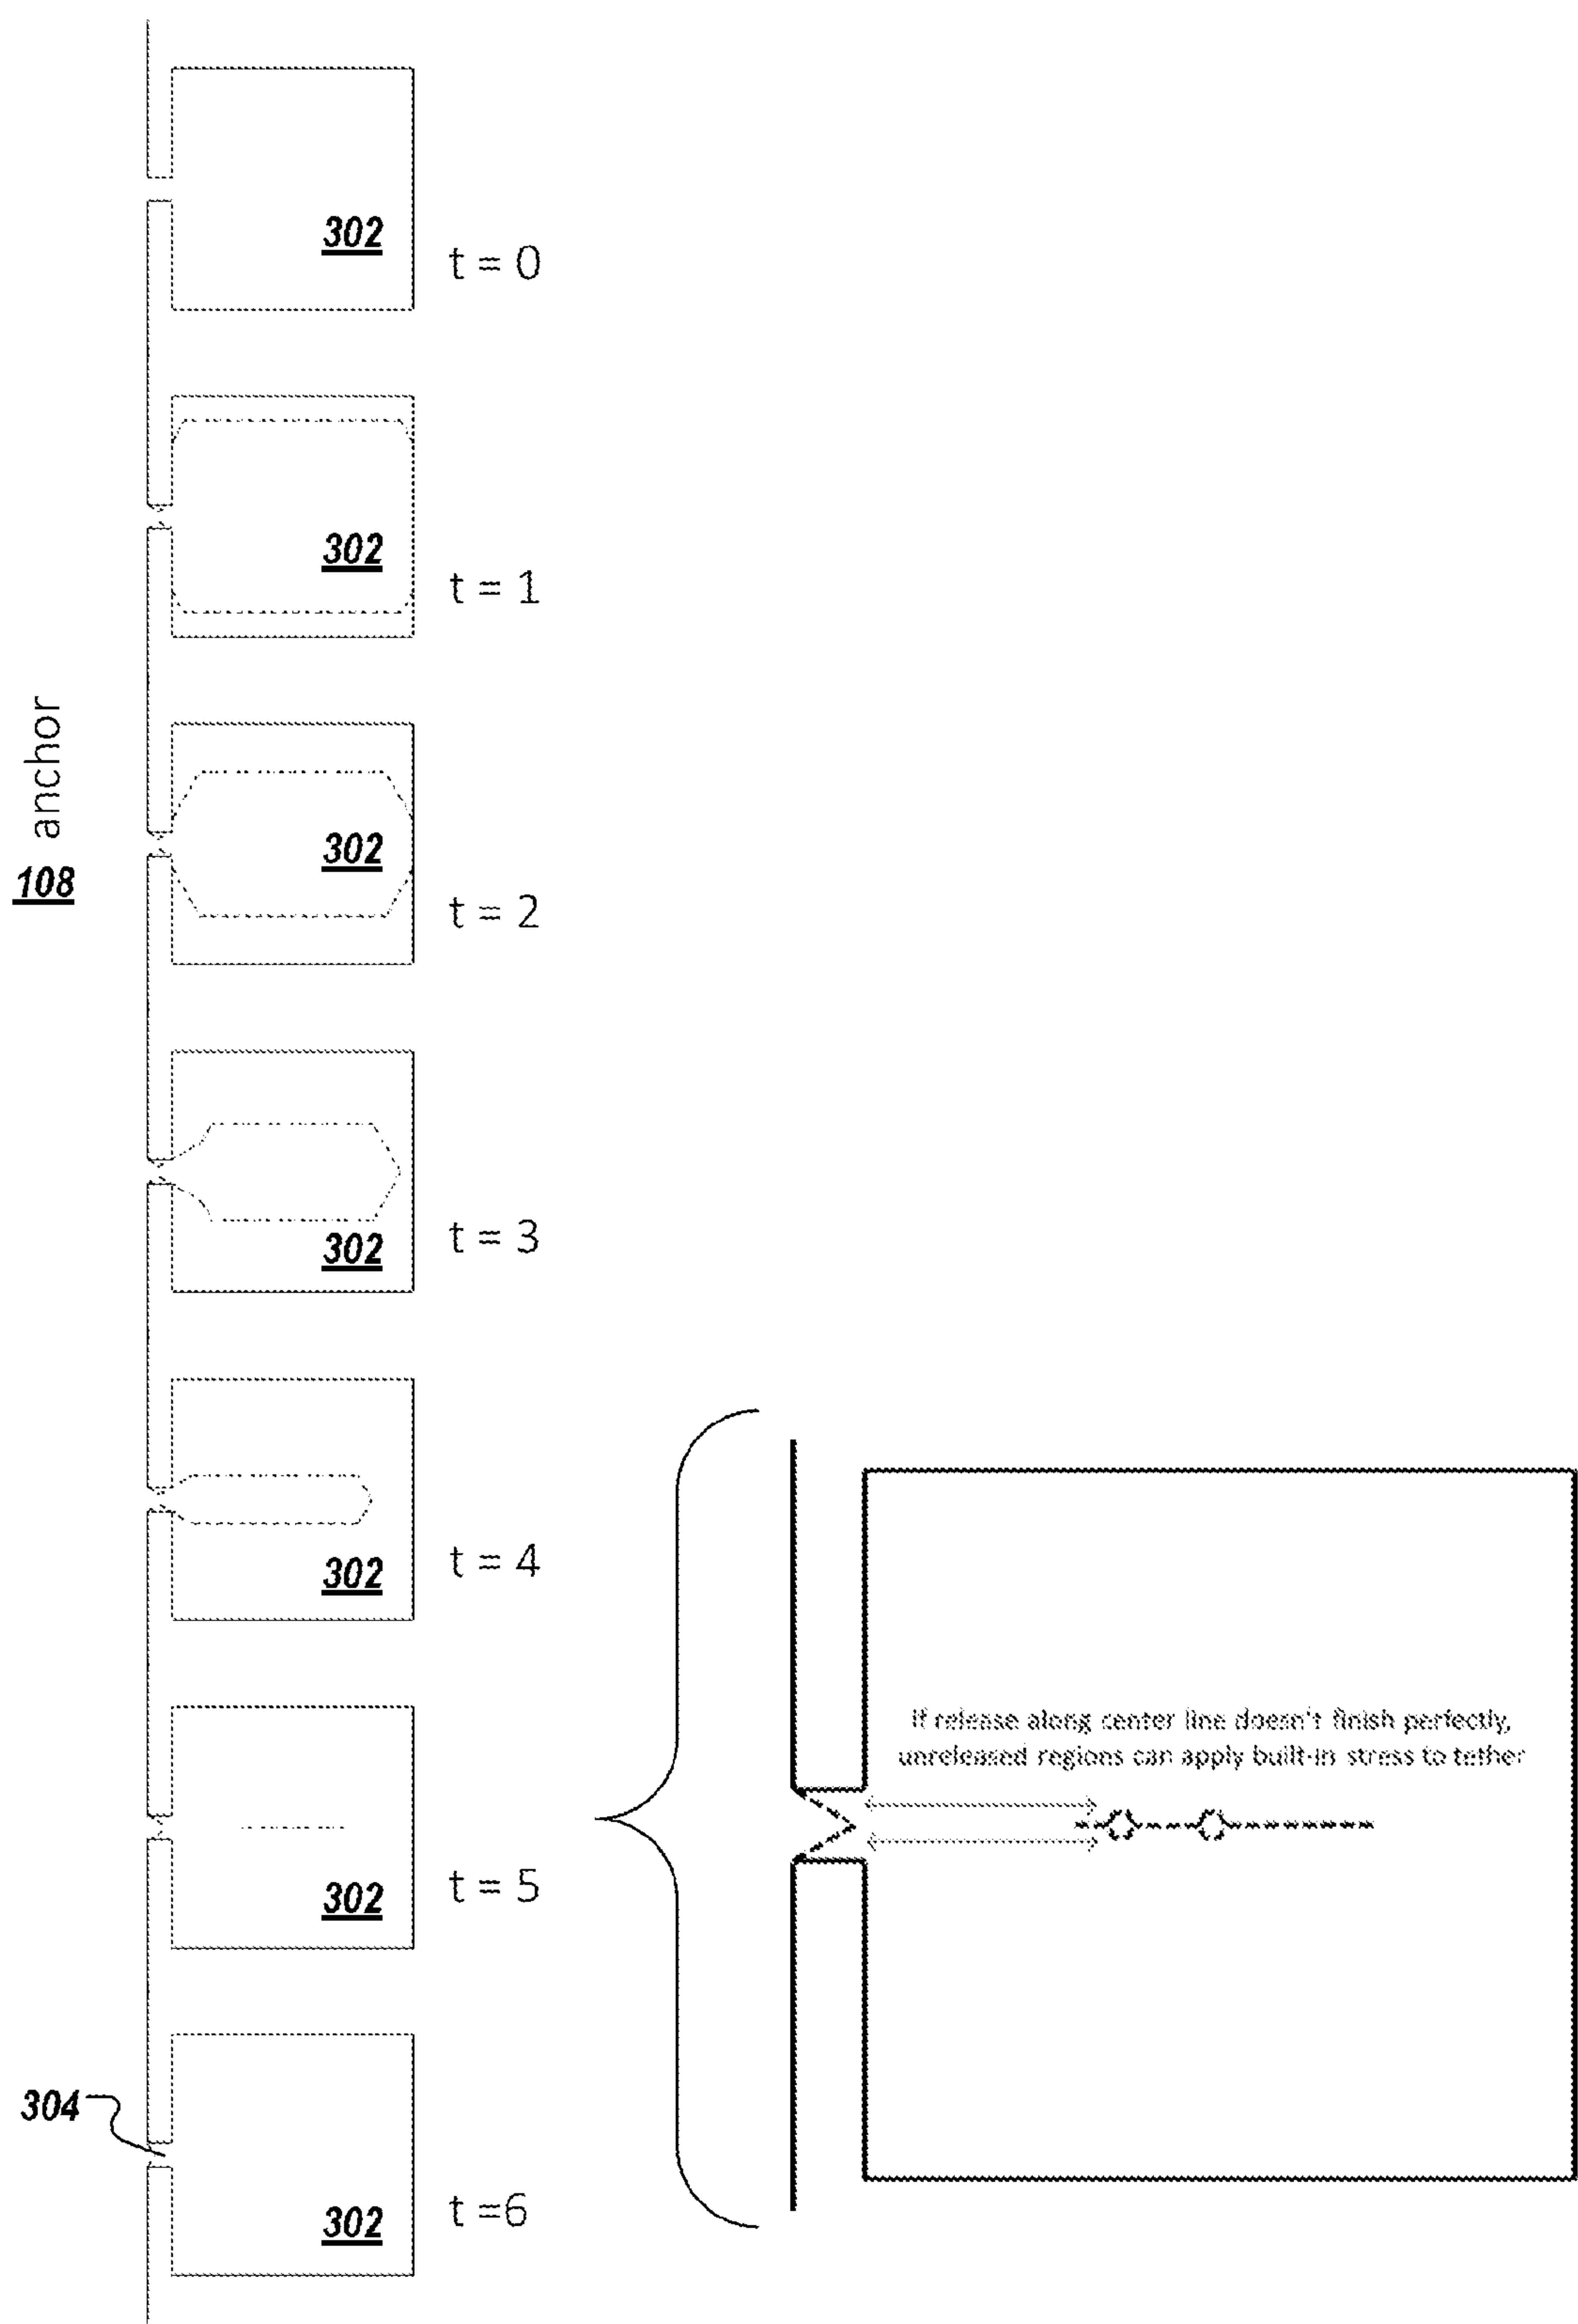 302
t = 0
302
t = 1
anchor
108
302
t = 2
302
t = 3
302
t = 4
If release along center line doesn't finish perfectly,
unreleased regions can apply built-in stress to tether
302
t = 5
304
302
t =6